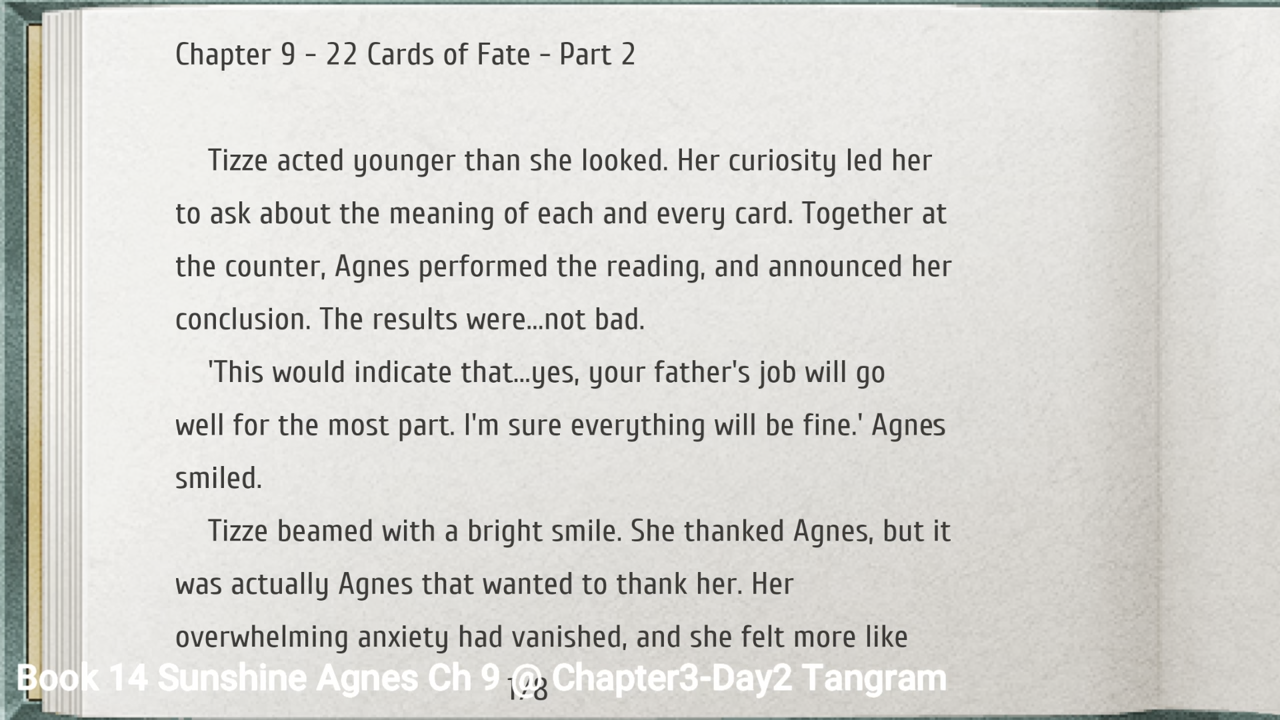 Chapter 9 - 22 Cards of Fate - Part 2
Tizze acted younger than she looked. Her curiosity led her
to ask about the meaning of each and every card. Together at
the counter, Agnes performed the reading, and announced her
conclusion. The results were...not bad.
'This would indicate that...yes, your father's job will go
well for the most part. I'm sure everything will be fine.' Agnes
smiled.
Tizze beamed with a bright smile. She thanked Agnes, but it
was actually Agnes that wanted to thank her. Her
overwhelming anxiety had vanished, and she felt more like
Book 14 Sunshine Agnes Ch 9 @ Chapter3-Day2 Tangram
1/8